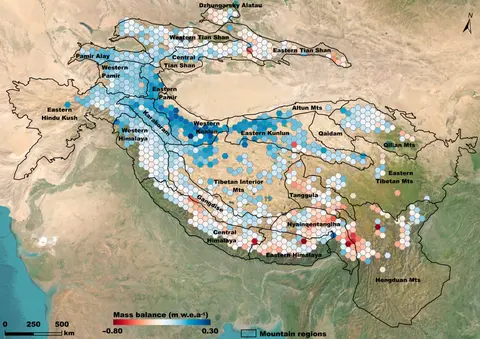 Dzhungarsky Alatau
N
Western Tian Shan
Eastern Tian Shan
Pamir Alay
Central
Tian Shan
Western
Pamir
Eastern
Pamir
Eastern
Hindu Kush
Karakoram
Western
Kunlun
Altun Mts
Eastern Kunlun
Qaidam
Western
Himalaya
Qilian Mts
Eastern
Tibetan Mts
Tibetan Interior
Mts
Tanggula
Gangdise
Nyainqentanglha
Central
Himalaya
Eastern Himalaya
Hengduan Mts
Mass balance (m w.e.a⁻¹)
−0.80
0.30
0 250 500
km
Mountain regions